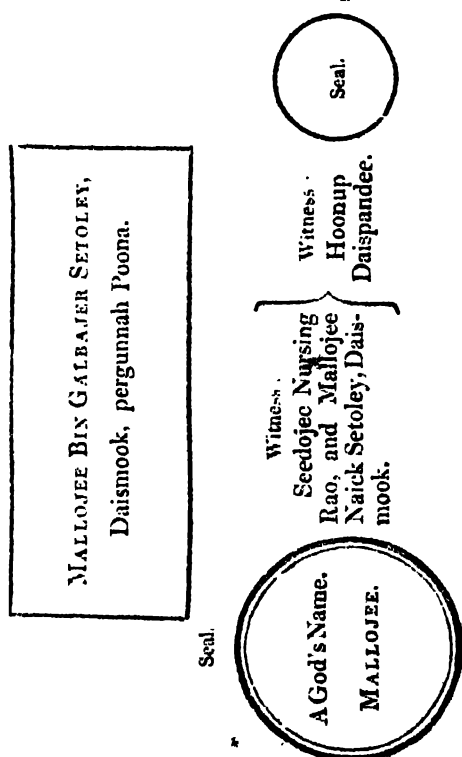 MALLOJEE BIN GALBAJER SETOLEY,
Daismook, pergunnah Poona.
Seal.
A God's Name.
MALLOJEE.
Witness.
Seedojee Nursing
Rao, and Mallojee
Naick Setoley, Dais-
mook.
Witness.
Hoonup
Daispandee.
Seal.